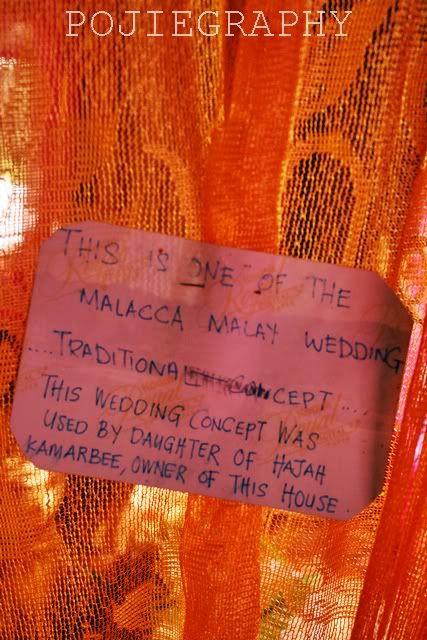 POJIEGRAPHY
THIS IS ONE OF THE
MALACCA MALAY WEDDING
....TRADITIONA CONCEPT....
THIS WEDDING CONCEPT WAS
USED BY DAUGHTER OF HAJAH
KAMARBEE, OWNER OF THIS HOUSE.